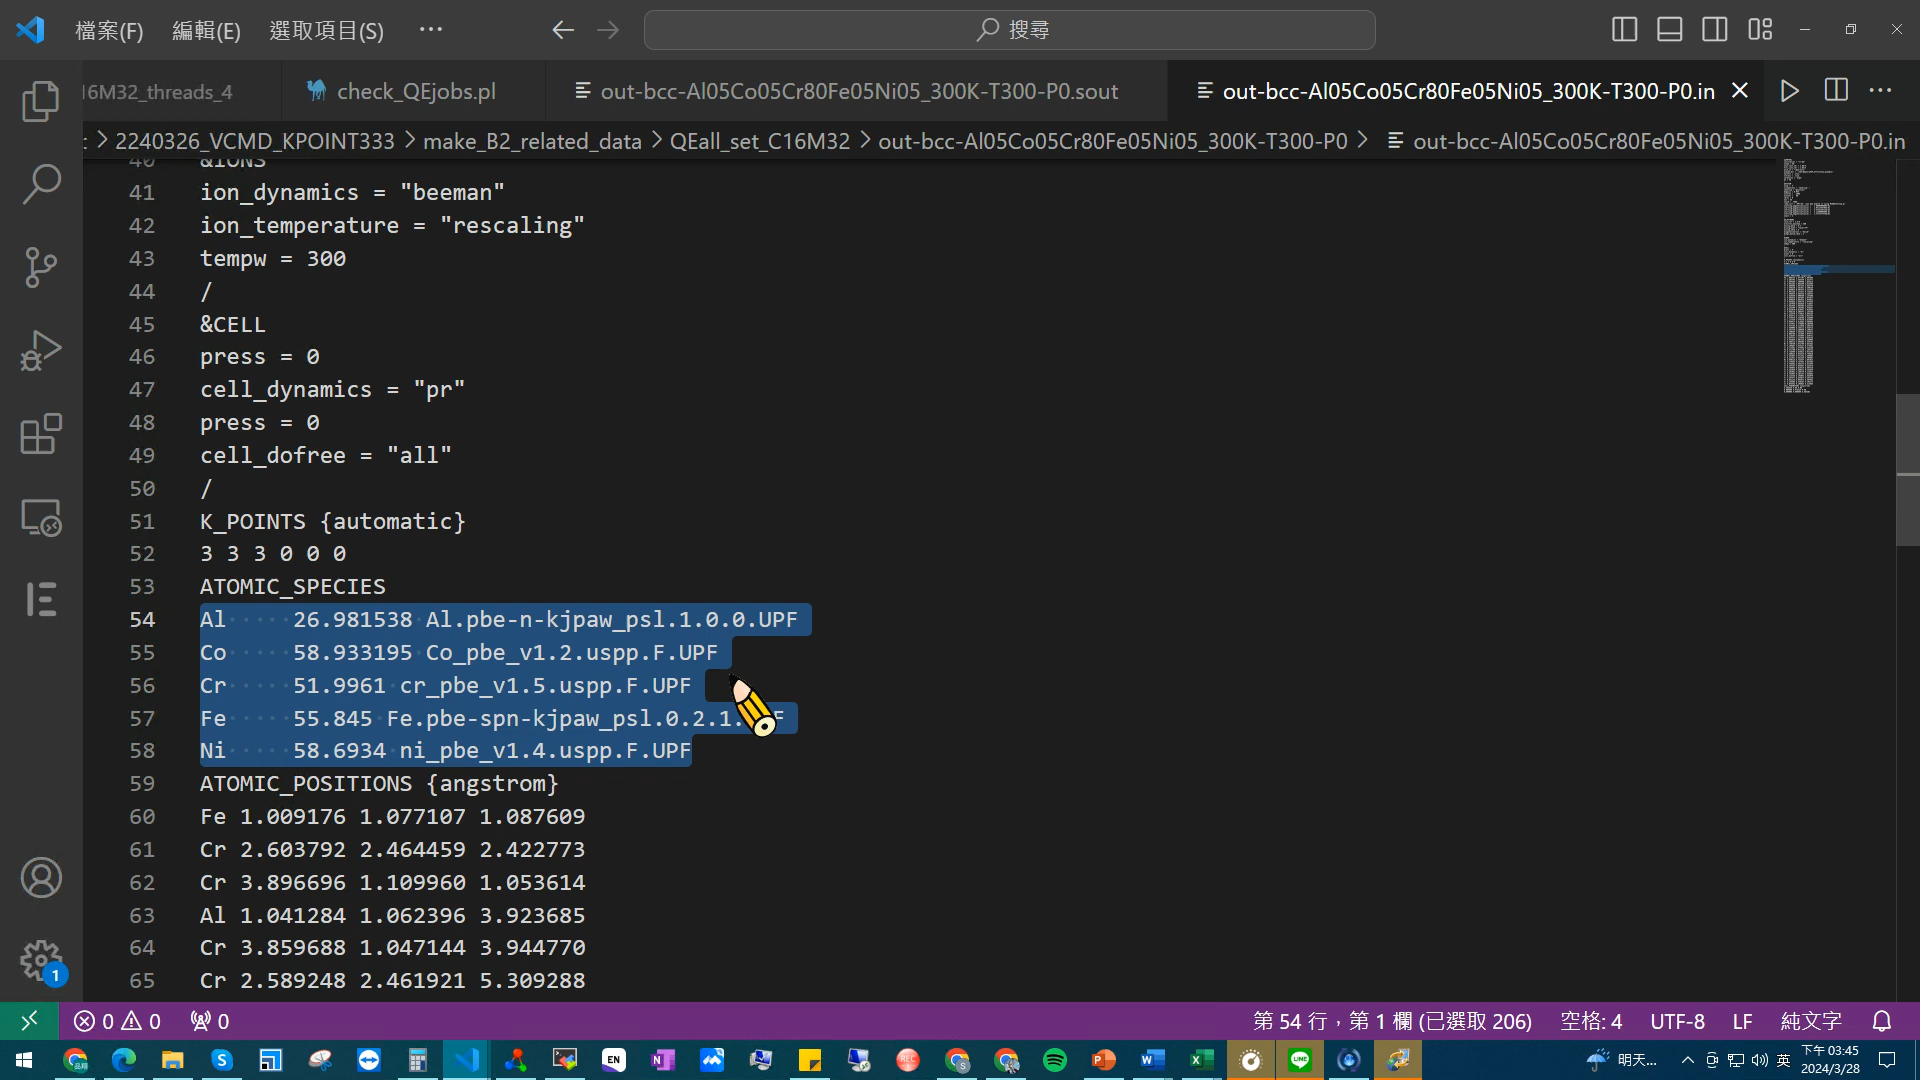 檔案(F) 編輯(E) 選取項目(S) ··· 搜尋
16M32_threads_4 check_QEjobs.pl out-bcc-Al05Co05Cr80Fe05Ni05_300K-T300-P0.sout out-bcc-Al05Co05Cr80Fe05Ni05_300K-T300-P0.in
2240326_VCMD_KPOINT333 > make_B2_related_data > QEall_set_C16M32 > out-bcc-Al05Co05Cr80Fe05Ni05_300K-T300-P0 > out-bcc-Al05Co05Cr80Fe05Ni05_300K-T300-P0.in
40 &IONS
41 ion_dynamics = "beeman"
42 ion_temperature = "rescaling"
43 tempw = 300
44 /
45 &CELL
46 press = 0
47 cell_dynamics = "pr"
48 press = 0
49 cell_dofree = "all"
50 /
51 K_POINTS {automatic}
52 3 3 3 0 0 0
53 ATOMIC_SPECIES
54 Al 26.981538 Al.pbe-n-kjpaw_psl.1.0.0.UPF
55 Co 58.933195 Co_pbe_v1.2.uspp.F.UPF
56 Cr 51.9961 cr_pbe_v1.5.uspp.F.UPF
57 Fe 55.845 Fe.pbe-spn-kjpaw_psl.0.2.1.
58 Ni 58.6934 ni_pbe_v1.4.uspp.F.UPF
59 ATOMIC_POSITIONS {angstrom}
60 Fe 1.009176 1.077107 1.087609
61 Cr 2.603792 2.464459 2.422773
62 Cr 3.896696 1.109960 1.053614
63 Al 1.041284 1.062396 3.923685
64 Cr 3.859688 1.047144 3.944770
65 Cr 2.589248 2.461921 5.309288
1
0 0 0 第 54 行，第 1 欄 (已選取 206) 空格: 4 UTF-8 LF 純文字
EN 明天... 英 下午 03:45
2024/3/28